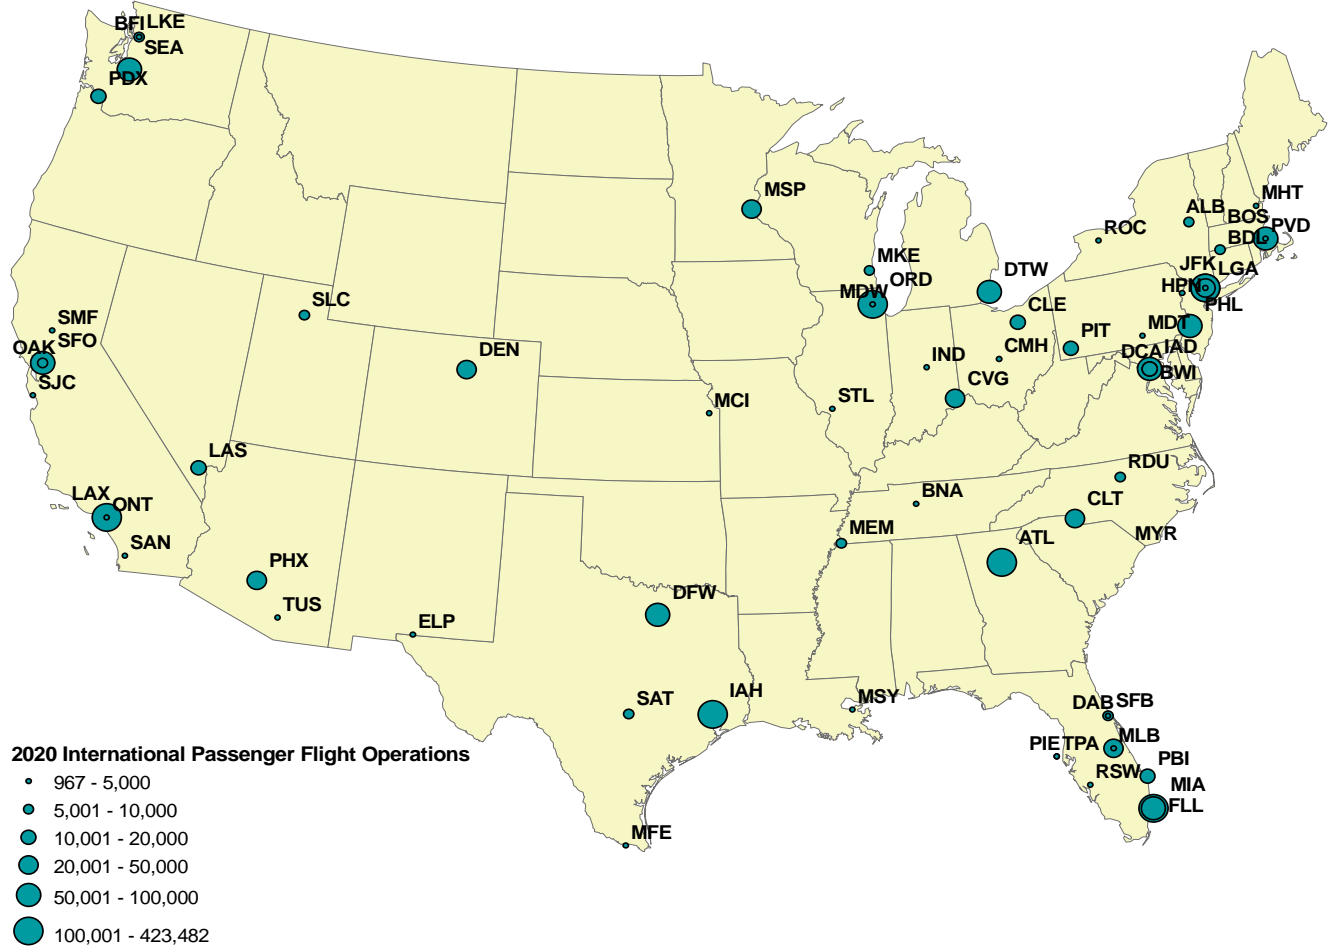 BFI LKE
SEA
PDX
MSP
MHT
ALB
BOS
PVD
ROC
BDL
MKE
ORD
DTW
JFK
LGA
HPN
MDW
SLC
CLE
PHL
SMF
SFO
OAK
PIT
MDT
DEN
IND
CMH
DCA IAD
BWI
SJC
CVG
MCI
STL
LAS
RDU
LAX
ONT
BNA
CLT
SAN
MEM
ATL
MYR
PHX
TUS
DFW
ELP
SAT
IAH
MSY
DAB SFB
PIE TPA
MLB
PBI
RSW
MIA
FLL
MFE
2020 International Passenger Flight Operations
967 - 5,000
5,001 - 10,000
10,001 - 20,000
20,001 - 50,000
50,001 - 100,000
100,001 - 423,482